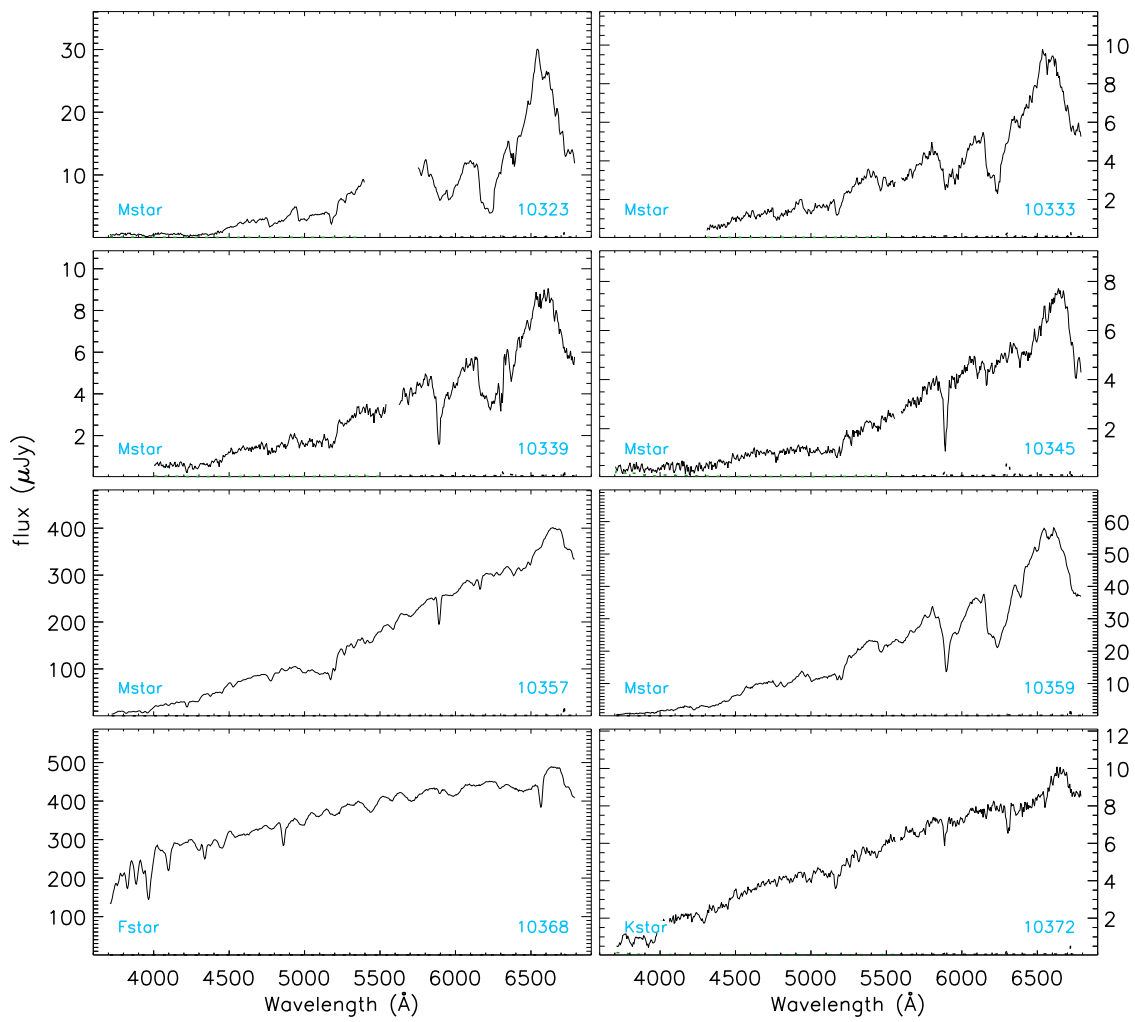 30
20
10
Mstar 10323
10
8
6
4
2
Mstar 10333
10
8
6
4
2
Mstar 10339
8
6
4
2
Mstar 10345
400
300
200
100
Mstar 10357
60
50
40
30
20
10
Mstar 10359
500
400
300
200
100
Fstar 10368
12
10
8
6
4
2
Kstar 10372
flux (μJy)
4000 4500 5000 5500 6000 6500
4000 4500 5000 5500 6000 6500
Wavelength (Å)
Wavelength (Å)